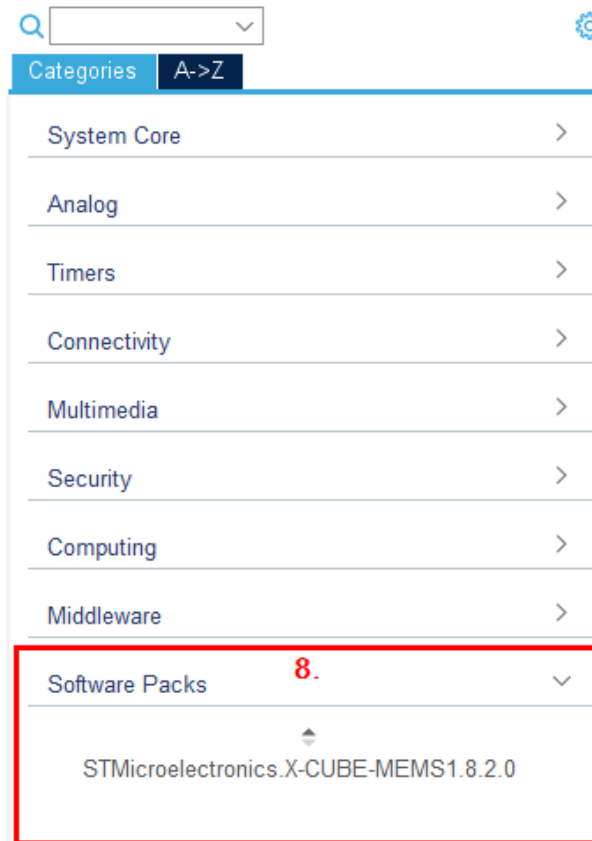 Categories A->Z
System Core
Analog
Timers
Connectivity
Multimedia
Security
Computing
Middleware
Software Packs 8.
STMicroelectronics.X-CUBE-MEMS1.8.2.0